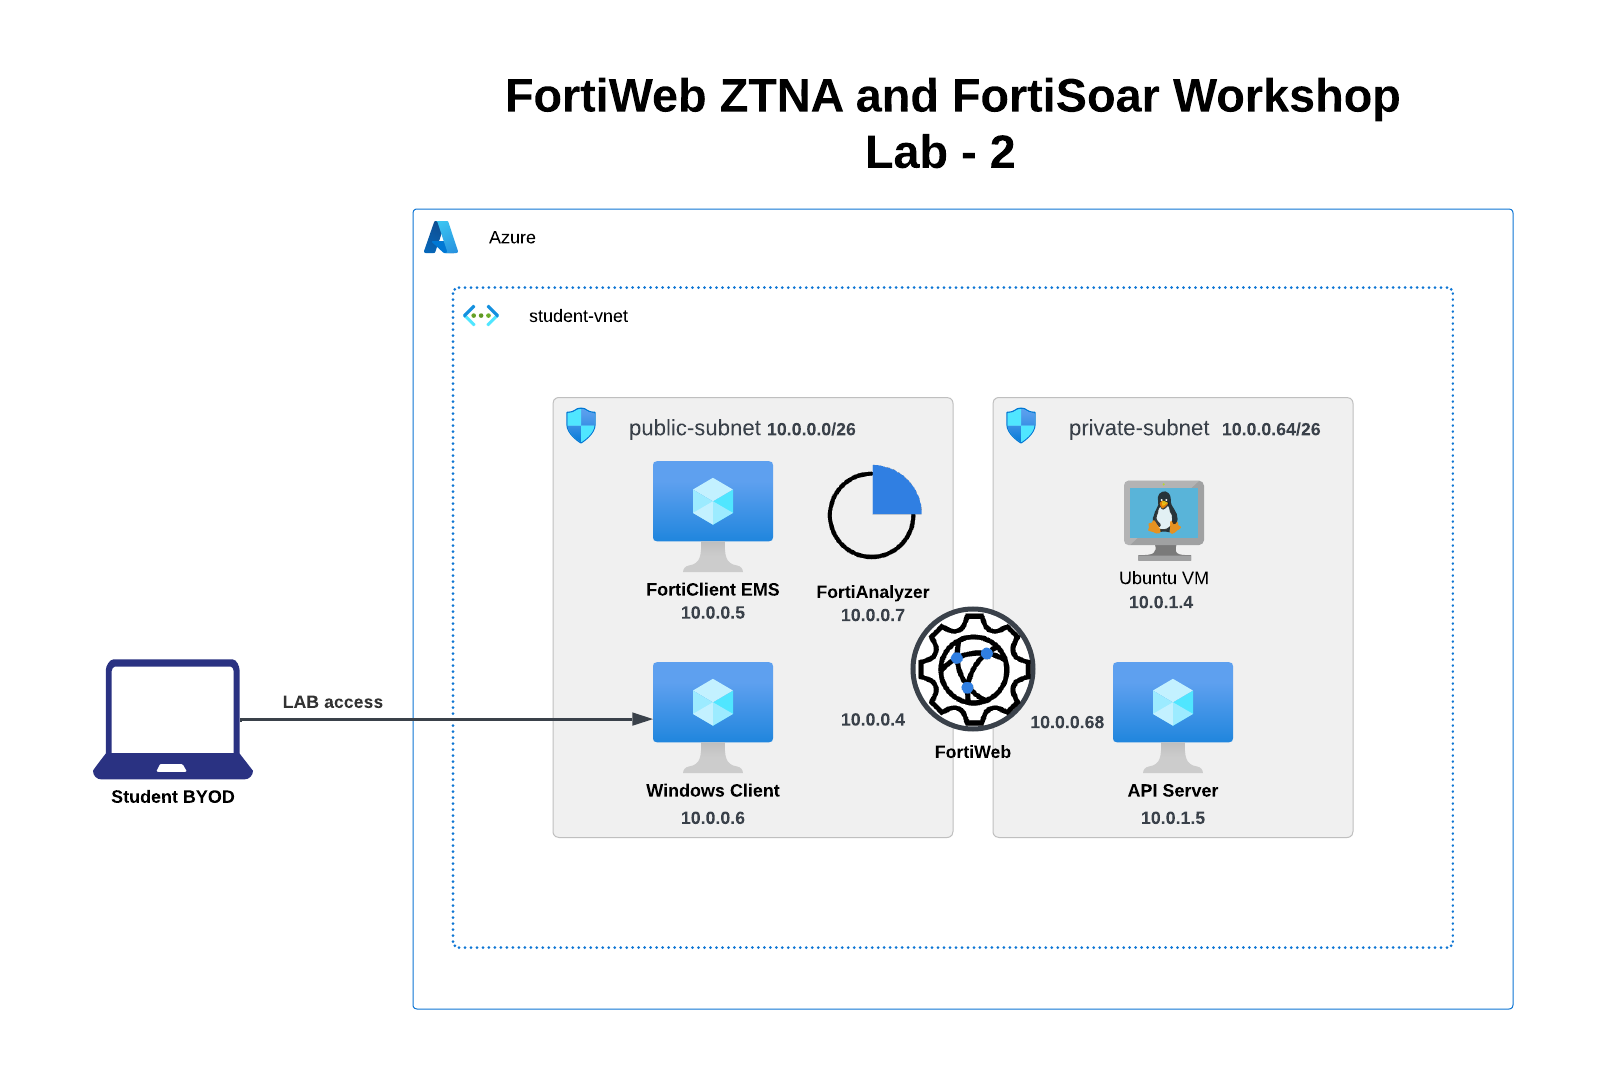 FortiWeb ZTNA and FortiSoar Workshop
Lab - 2
Azure
student-vnet
public-subnet 10.0.0.0/26
private-subnet 10.0.0.64/26
FortiClient EMS
10.0.0.5
FortiAnalyzer
10.0.0.7
Ubuntu VM
10.0.1.4
LAB access
Student BYOD
Windows Client
10.0.0.6
10.0.0.4
FortiWeb
10.0.0.68
API Server
10.0.1.5